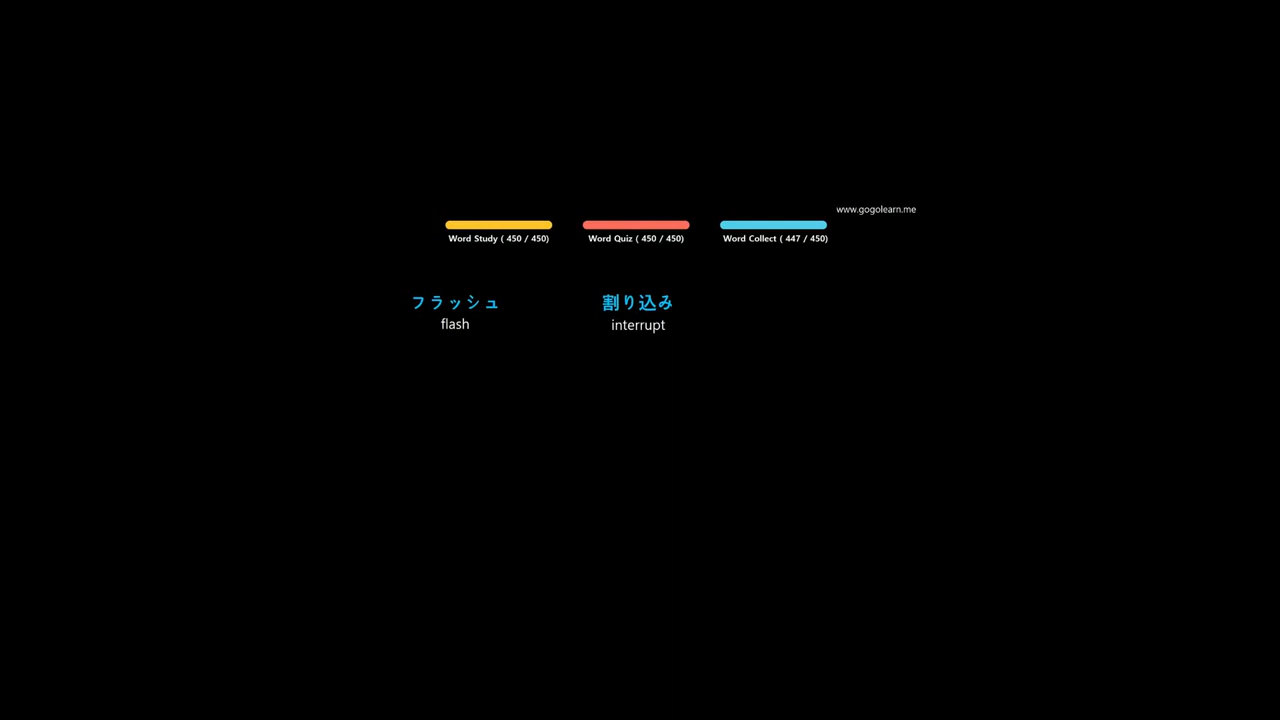 www.gogolearn.me
Word Study ( 450 / 450)
Word Quiz ( 450 / 450)
Word Collect ( 447 / 450)
フラッシュ
flash
割り込み
interrupt